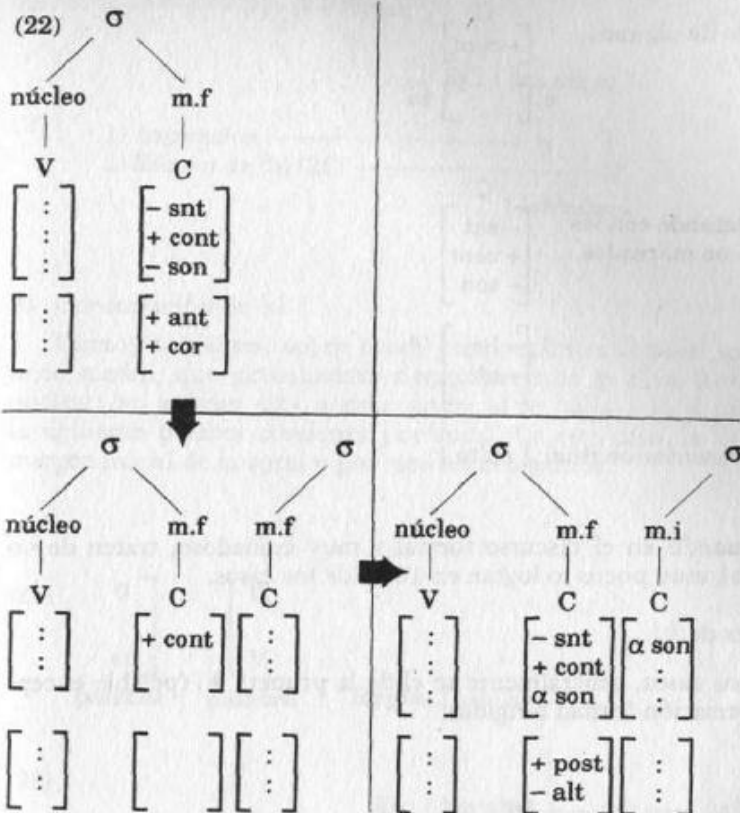 (22) σ
núcleo m.f
V C
– snt
+ cont
– son
+ ant
+ cor
σ σ
núcleo m.f m.f
V C C
+ cont
σ σ
núcleo m.f m.i
V C C
– snt α son
+ cont
α son
+ post
– alt